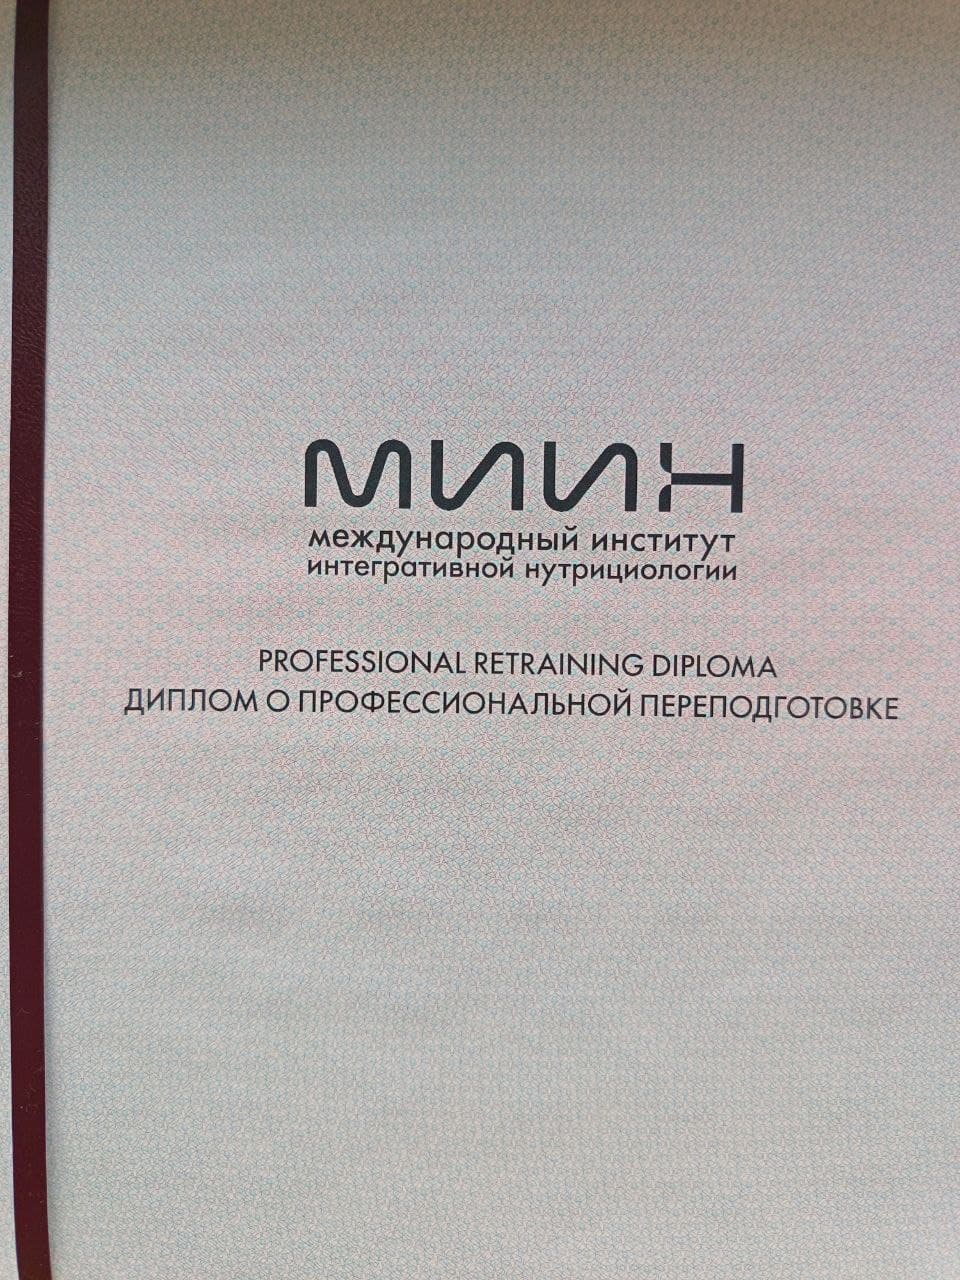 МИИН
международный институт
интегративной нутрициологии
PROFESSIONAL RETRAINING DIPLOMA
ДИПЛОМ О ПРОФЕССИОНАЛЬНОЙ ПЕРЕПОДГОТОВКЕ